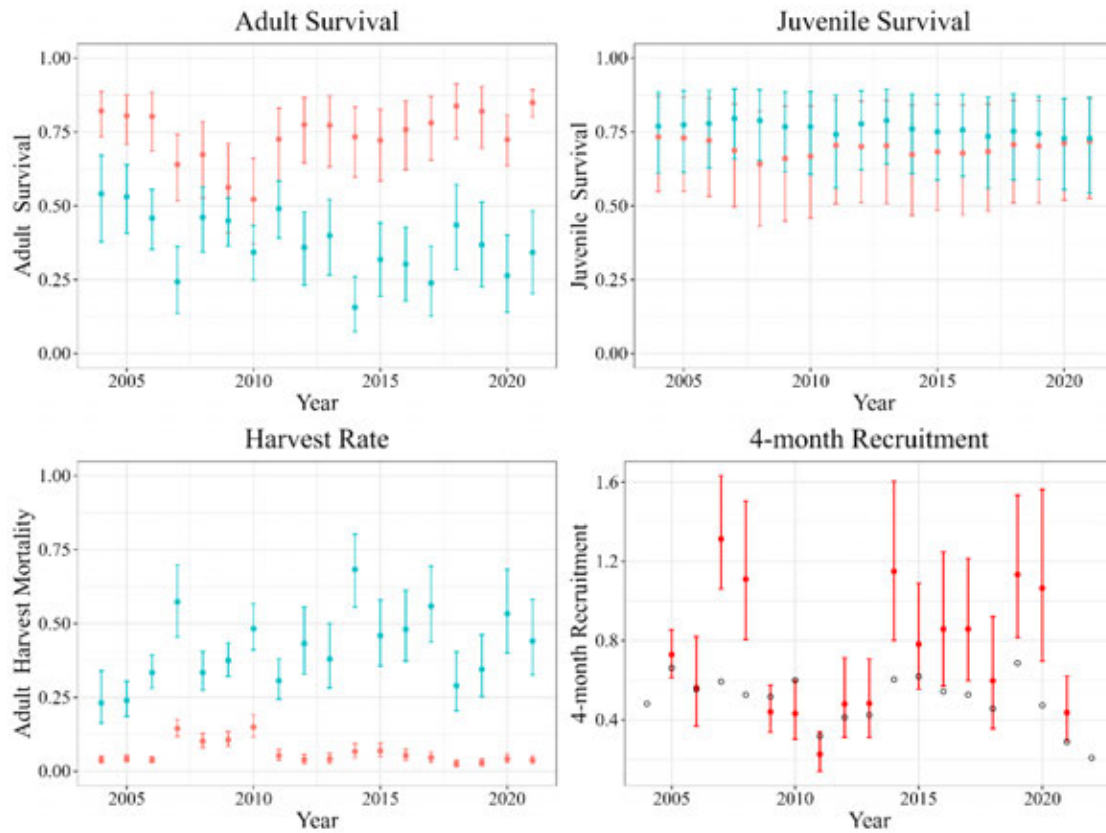 Adult Survival
Juvenile Survival
1.00
0.75
0.50
0.25
0.00
Adult Survival
2005
2010
2015
2020
Year
1.00
0.75
0.50
0.25
0.00
Juvenile Survival
2005
2010
2015
2020
Year
Harvest Rate
4-month Recruitment
1.00
0.75
0.50
0.25
0.00
Adult Harvest Mortality
2005
2010
2015
2020
Year
1.6
1.2
0.8
0.4
4-month Recruitment
2005
2010
2015
2020
Year